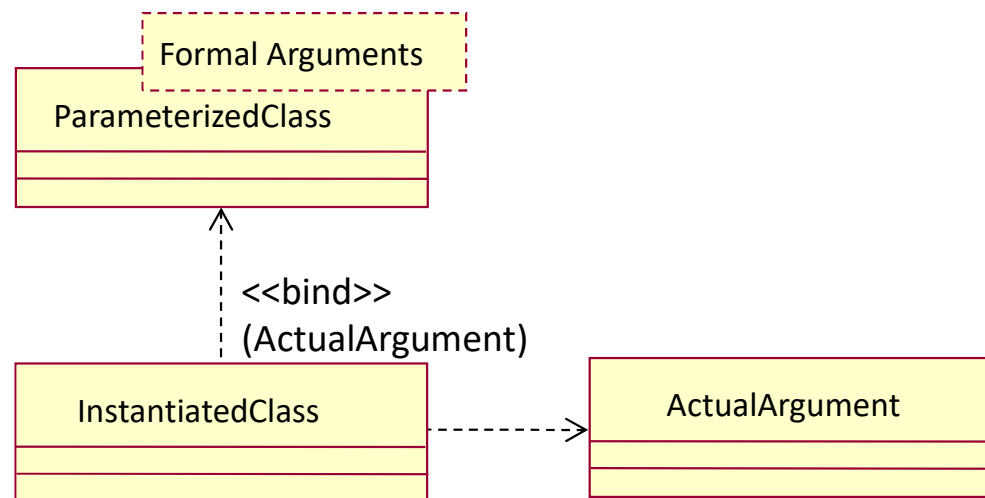 Formal Arguments
ParameterizedClass
<<bind>>
(ActualArgument)
InstantiatedClass
ActualArgument